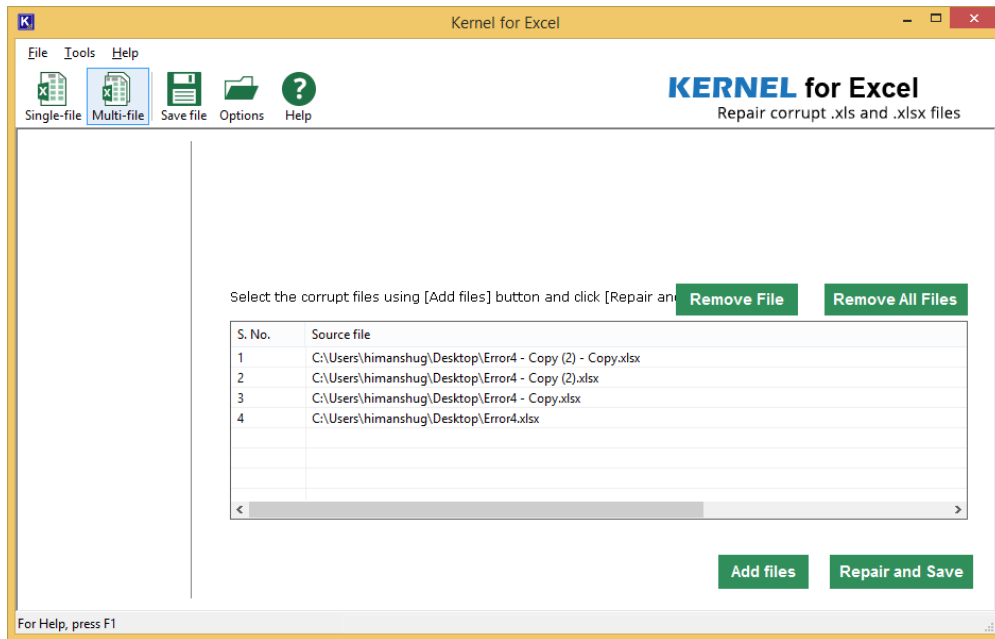 K
Kernel for Excel
File Tools Help
Single-file Multi-file Save file Options Help
KERNEL for Excel
Repair corrupt .xls and .xlsx files
Select the corrupt files using [Add files] button and click [Repair an
Remove File Remove All Files
S. No. Source file
1 C:\Users\himanshug\Desktop\Error4 - Copy (2) - Copy.xlsx
2 C:\Users\himanshug\Desktop\Error4 - Copy (2).xlsx
3 C:\Users\himanshug\Desktop\Error4 - Copy.xlsx
4 C:\Users\himanshug\Desktop\Error4.xlsx
Add files Repair and Save
For Help, press F1